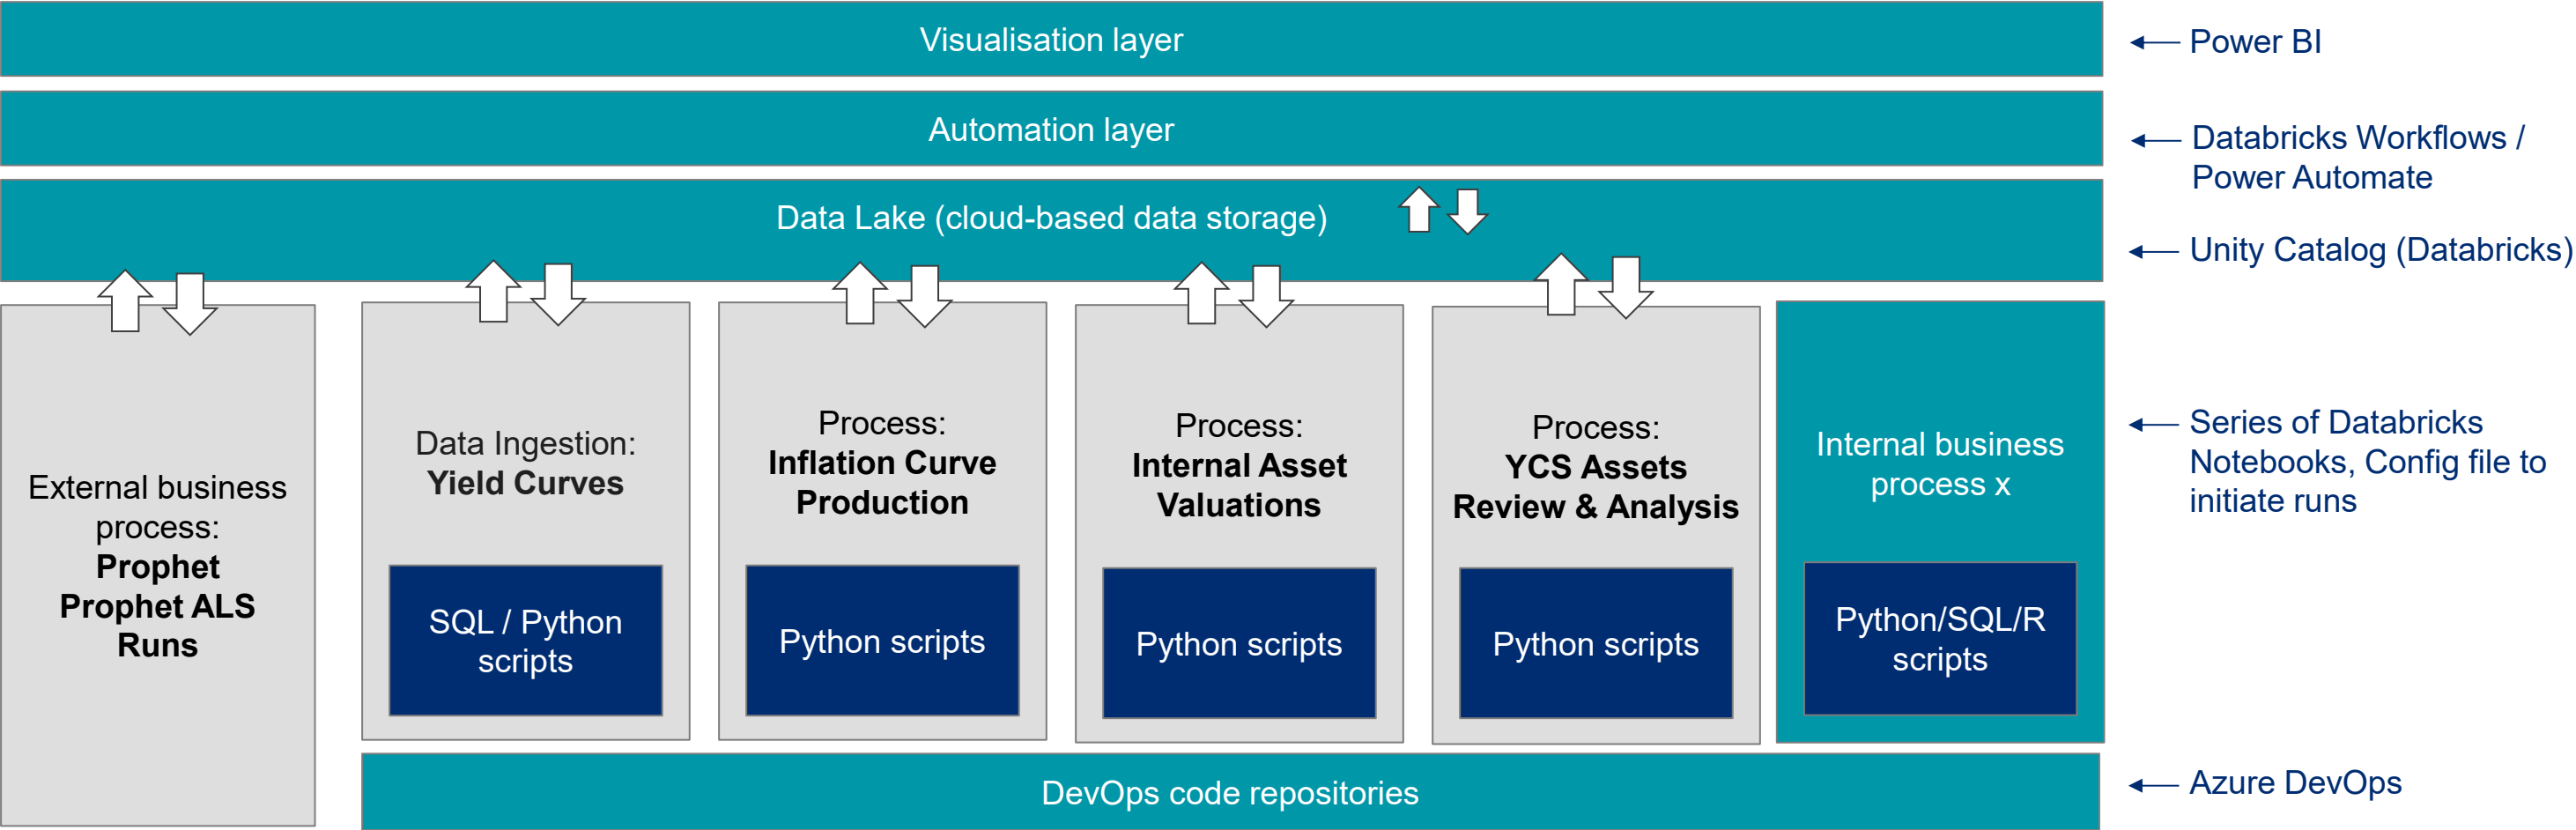 Visualisation layer
Power BI
Automation layer
Databricks Workflows /
Power Automate
Data Lake (cloud-based data storage)
Unity Catalog (Databricks)
External business
process:
Prophet
Prophet ALS
Runs
Data Ingestion:
Yield Curves
SQL / Python
scripts
Process:
Inflation Curve
Production
Python scripts
Process:
Internal Asset
Valuations
Python scripts
Process:
YCS Assets
Review & Analysis
Python scripts
Internal business
process x
Python/SQL/R
scripts
Series of Databricks
Notebooks, Config file to
initiate runs
DevOps code repositories
Azure DevOps